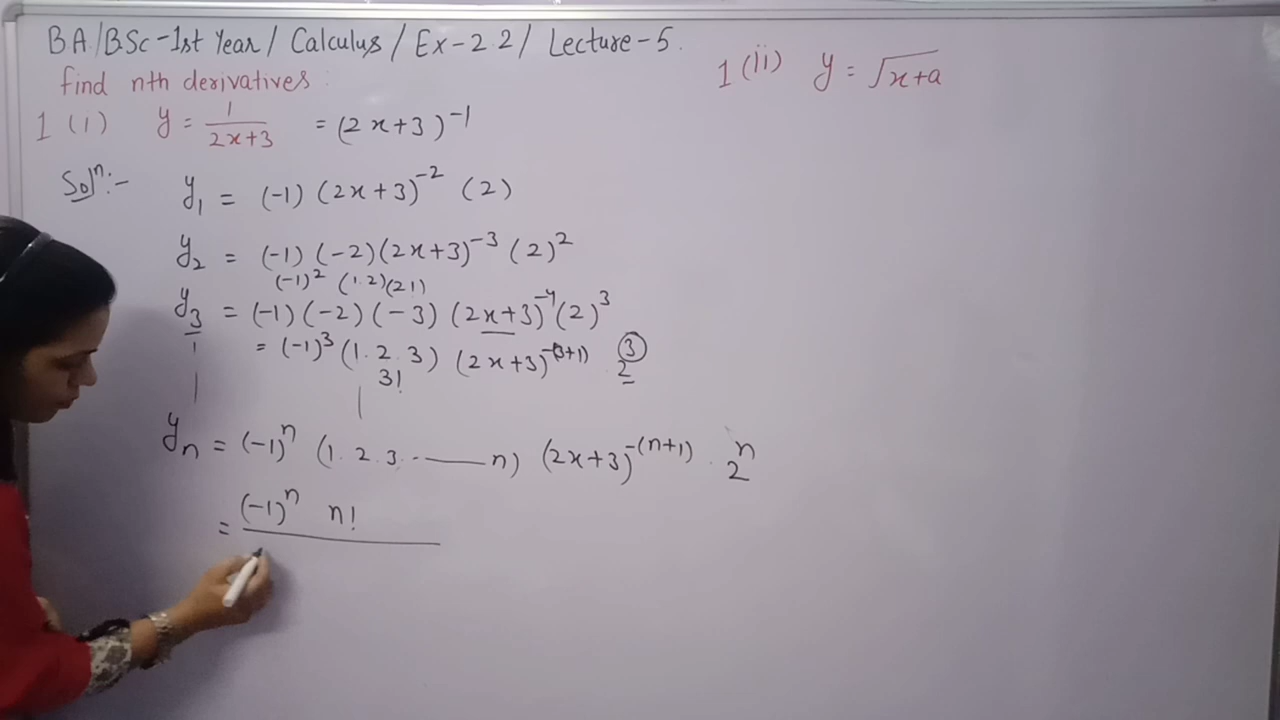 BA/BSc-1st Year / Calculus / Ex-2.2 / Lecture-5.
find nth derivatives :
1 (i) y = 1/(2x+3) = (2x+3)^-1
Solⁿ:-
y₁ = (-1) (2x+3)^-2 (2)
y₂ = (-1) (-2) (2x+3)^-3 (2)^2
(-1)^2 (1.2) (2!)
y₃ = (-1) (-2) (-3) (2x+3)^-4 (2)^3
= (-1)^3 (1.2.3) (2x+3)^-(3+1) 2^3
3!
yₙ = (-1)^n (1.2.3.-----n) (2x+3)^-(n+1) . 2^n
= (-1)^n n!
1 (ii) y = √(x+a)